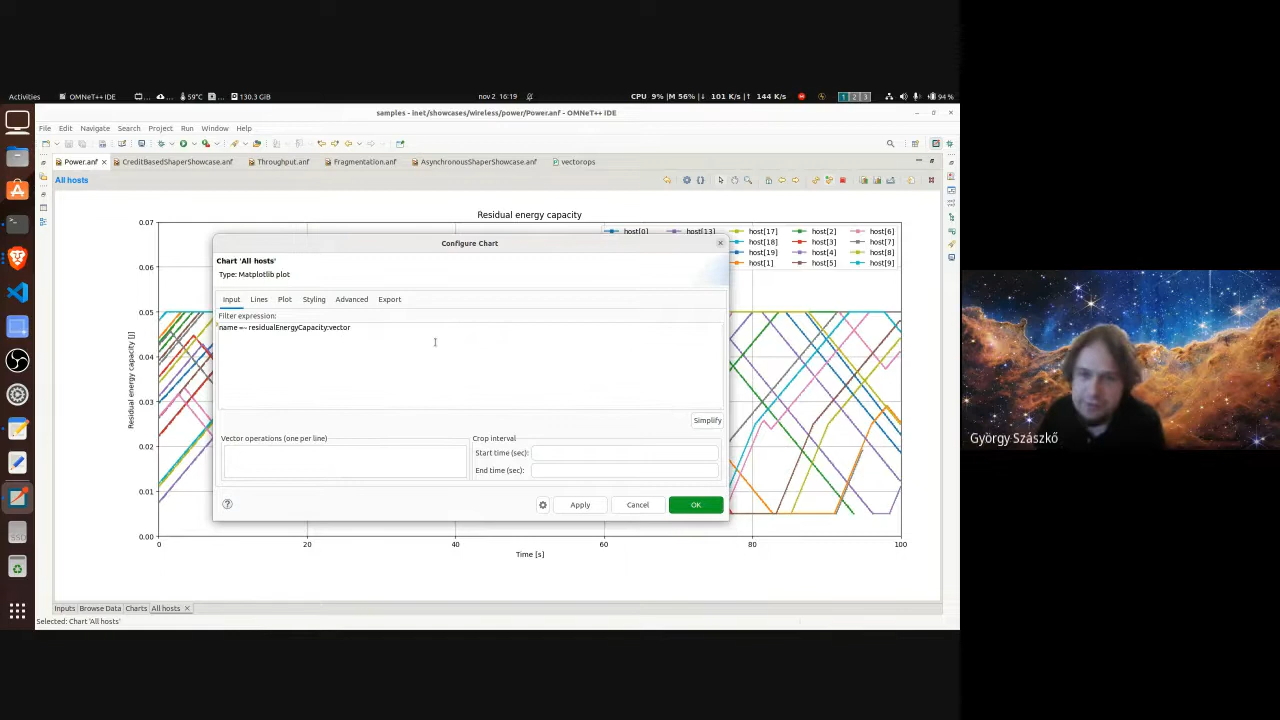 Activities
OMNeT++ IDE
59°C
130.3 GiB
nov 2 16:19
CPU 9% |M 56% |↓ 101 K/s |↑ 144 K/s
1 2 3
94 %
samples - inet/showcases/wireless/power/Power.anf - OMNeT++ IDE
File Edit Navigate Search Project Run Window Help
Power.anf
CreditBasedShaperShowcase.anf
Throughput.anf
Fragmentation.anf
AsynchronousShaperShowcase.anf
vectorops
All hosts
Residual energy capacity
0.07
0.06
0.05
0.04
0.03
0.02
0.01
0.00
Residual energy capacity [J]
host[0] host[13] host[17] host[2] host[6]
host[18] host[3] host[7]
host[19] host[4] host[8]
host[1] host[5] host[9]
Configure Chart
Chart 'All hosts'
Type: Matplotlib plot
Input Lines Plot Styling Advanced Export
Filter expression:
name =~ residualEnergyCapacity:vector
Simplify
Vector operations (one per line)
Crop interval
Start time (sec):
End time (sec):
Apply
Cancel
OK
0 20 40 60 80 100
Time [s]
Inputs Browse Data Charts All hosts
Selected: Chart 'All hosts'
SSD
György Szászkő